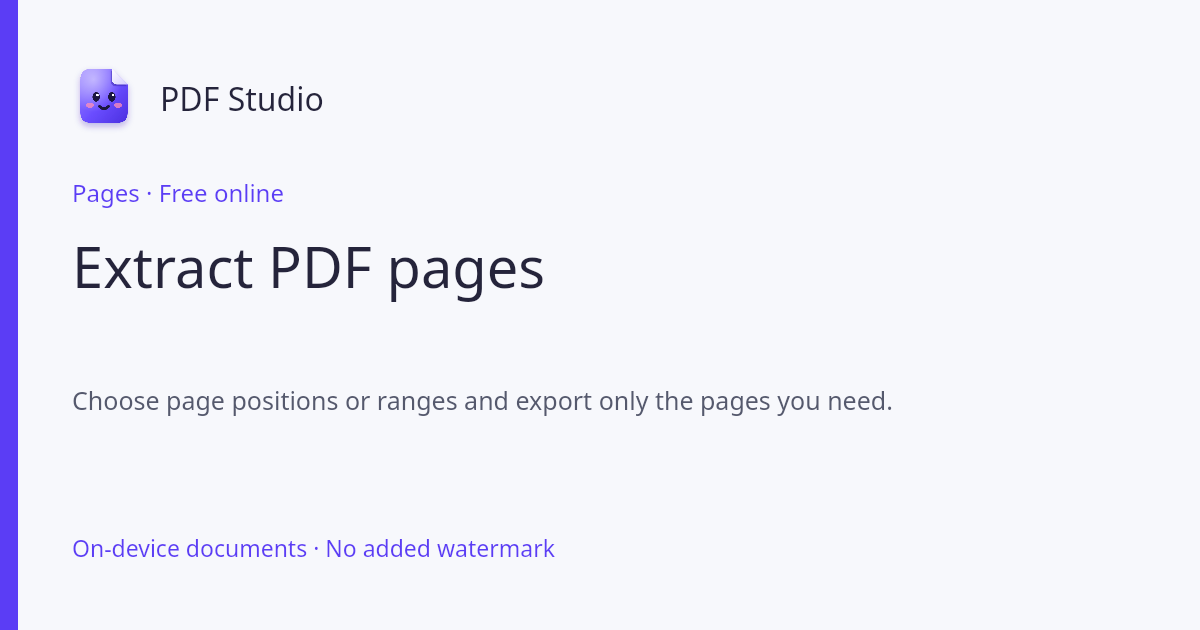 PDF Studio
Pages · Free online
Extract PDF pages
Choose page positions or ranges and export only the pages you need.
On-device documents · No added watermark